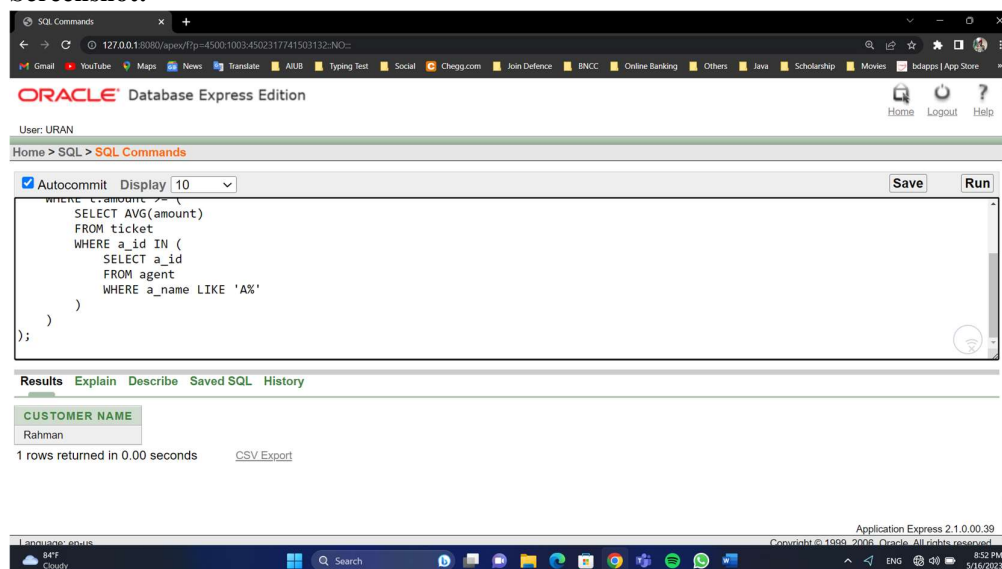 Screenshot:
SQL Commands
127.0.0.1:8080/apex/f?p=4500:1003:4502317741503132::NO:::
Gmail YouTube Maps News Translate AIUB Typing Test Social Chegg.com Join Defence BNCC Online Banking Others Java Scholarship Movies bdapps | App Store »
ORACLE Database Express Edition
Home Logout Help
User: URAN
Home > SQL > SQL Commands
Autocommit Display 10 Save Run
WHERE t.amount >= (
SELECT AVG(amount)
FROM ticket
WHERE a_id IN (
SELECT a_id
FROM agent
WHERE a_name LIKE 'A%'
)
)
);
Results Explain Describe Saved SQL History
CUSTOMER NAME
Rahman
1 rows returned in 0.00 seconds CSV Export
Application Express 2.1.0.00.39
Language: en-us Copyright © 1999, 2006, Oracle. All rights reserved.
84°F
Cloudy
Search
ENG
8:52 PM